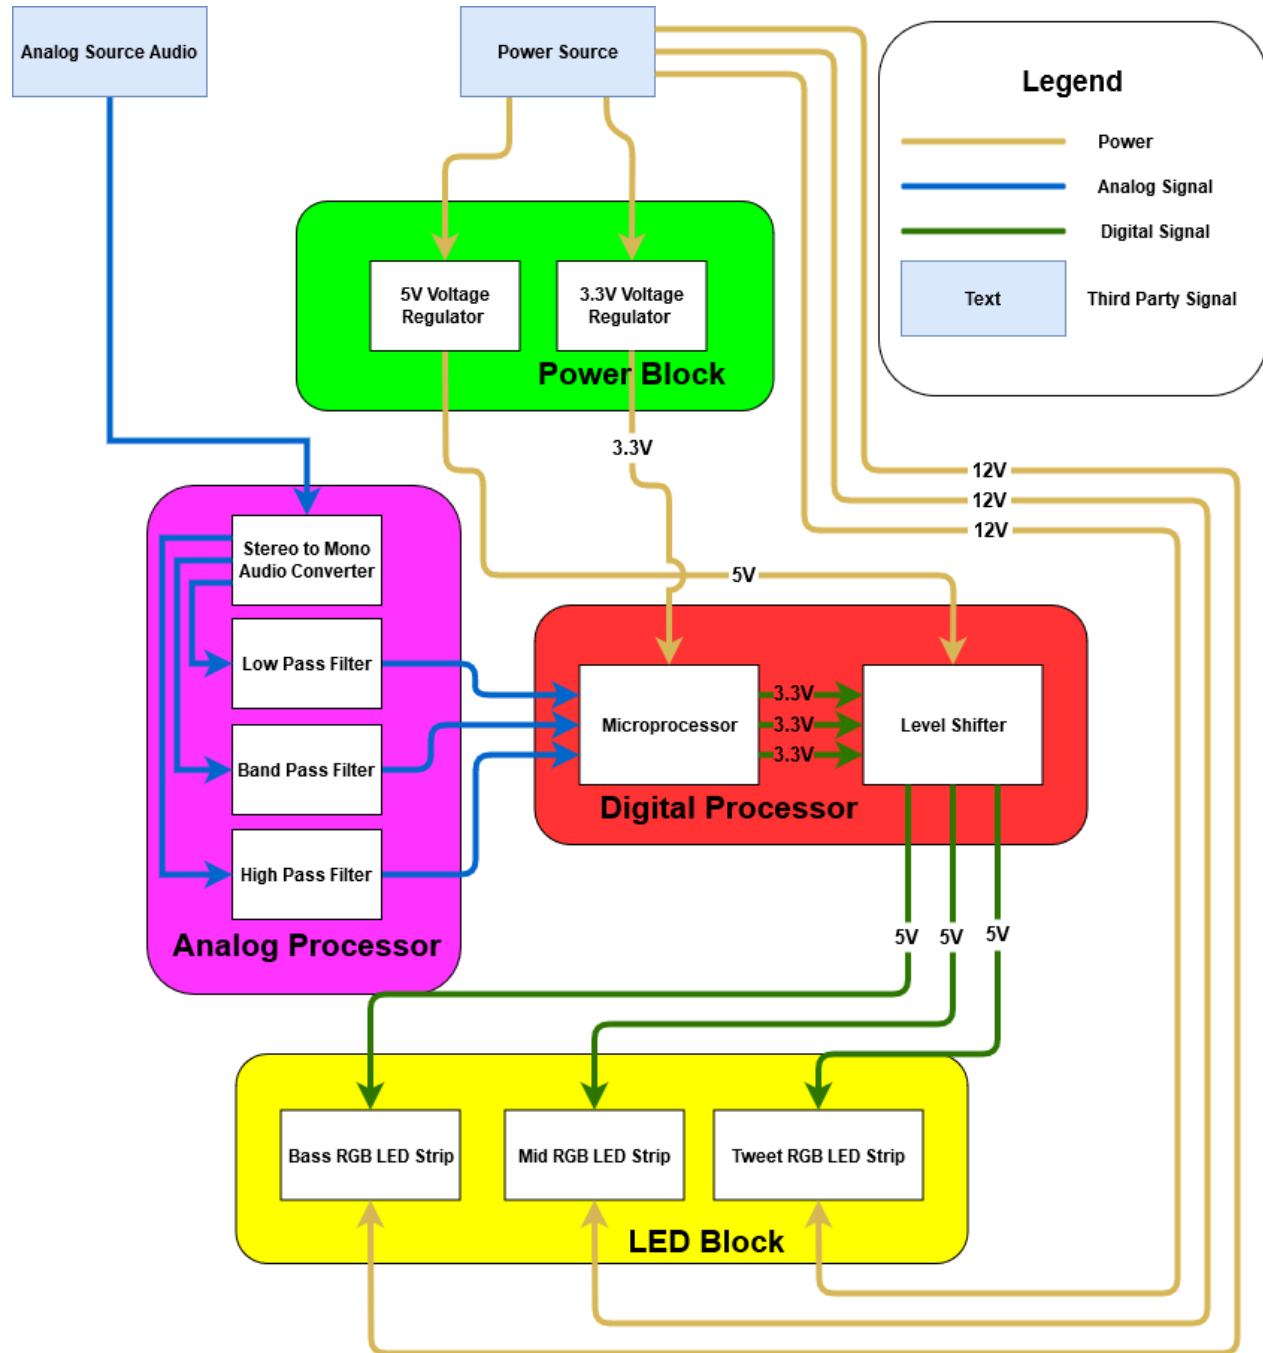 Analog Source Audio
Power Source
Legend
Power
Analog Signal
Digital Signal
Text
Third Party Signal
5V Voltage
Regulator
3.3V Voltage
Regulator
Power Block
3.3V
12V
12V
12V
5V
Stereo to Mono
Audio Converter
Low Pass Filter
Band Pass Filter
High Pass Filter
Analog Processor
Microprocessor
3.3V
3.3V
3.3V
Level Shifter
Digital Processor
5V
5V
5V
Bass RGB LED Strip
Mid RGB LED Strip
Tweet RGB LED Strip
LED Block